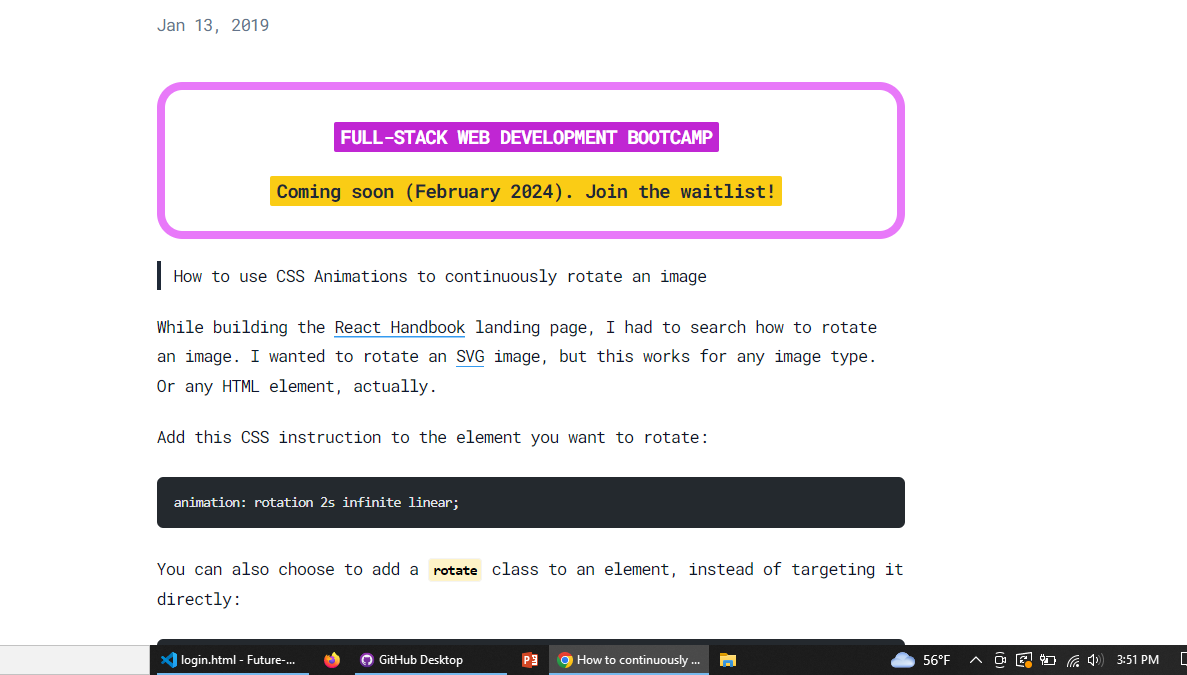 Jan 13, 2019
FULL-STACK WEB DEVELOPMENT BOOTCAMP
Coming soon (February 2024). Join the waitlist!
How to use CSS Animations to continuously rotate an image
While building the React Handbook landing page, I had to search how to rotate
an image. I wanted to rotate an SVG image, but this works for any image type.
Or any HTML element, actually.
Add this CSS instruction to the element you want to rotate:
animation: rotation 2s infinite linear;
You can also choose to add a rotate class to an element, instead of targeting it
directly:
login.html - Future-... GitHub Desktop How to continuously ... 56°F 3:51 PM